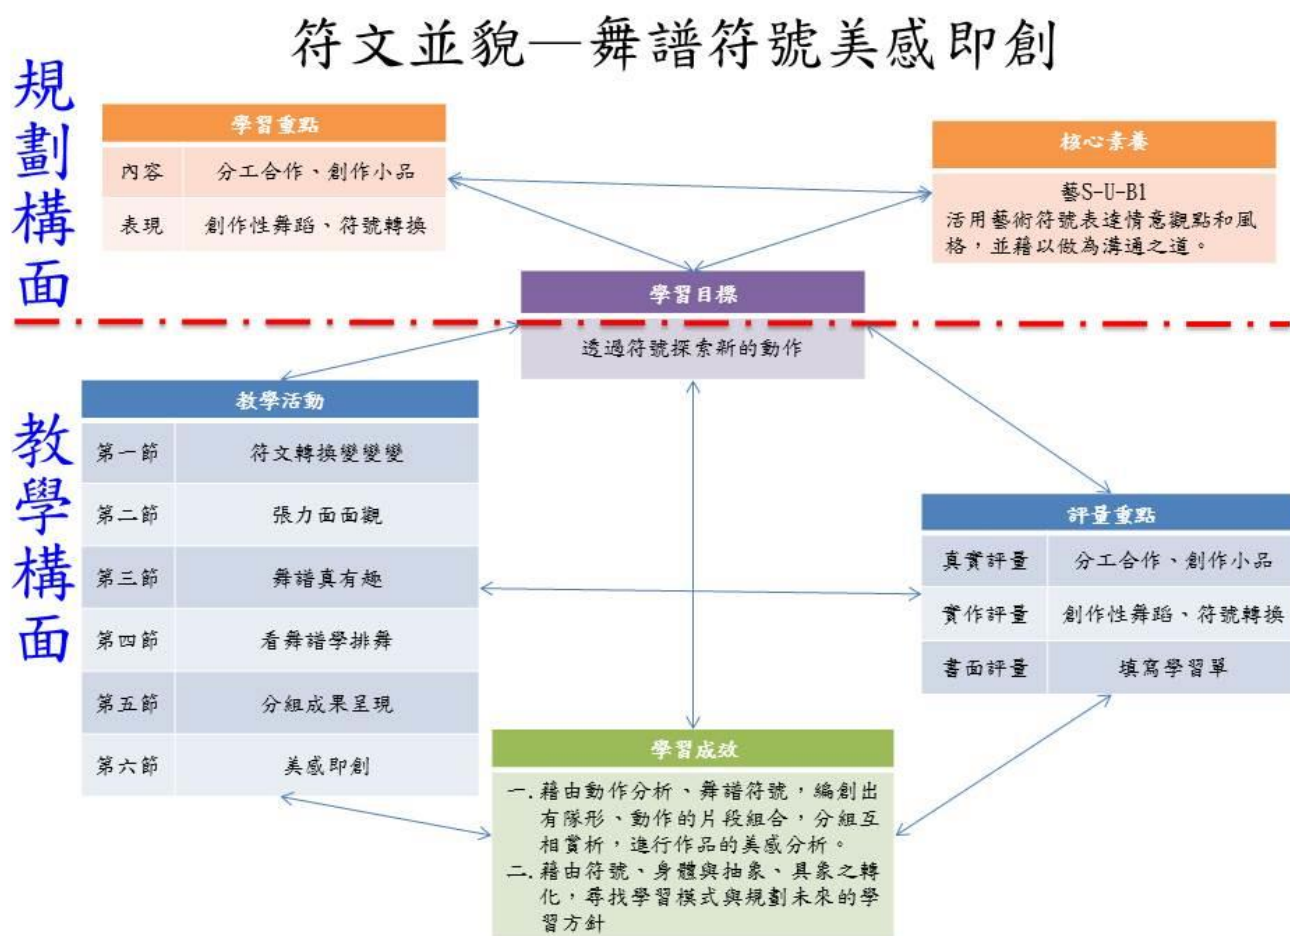 符文並貌—舞譜符號美感即創
規劃構面
學習重點
內容 分工合作、創作小品
表現 創作性舞蹈、符號轉換
核心素養
藝S-U-B1
活用藝術符號表達情意觀點和風
格，並藉以做為溝通之道。
學習目標
透過符號探索新的動作
教學構面
教學活動
第一節 符文轉換變變變
第二節 張力面面觀
第三節 舞譜真有趣
第四節 看舞譜學排舞
第五節 分組成果呈現
第六節 美感即創
評量重點
真實評量 分工合作、創作小品
實作評量 創作性舞蹈、符號轉換
書面評量 填寫學習單
學習成效
一.藉由動作分析、舞譜符號，編創出
有隊形、動作的片段組合，分組互
相賞析，進行作品的美感分析。
二.藉由符號、身體與抽象、具象之轉
化，尋找學習模式與規劃未來的學
習方針